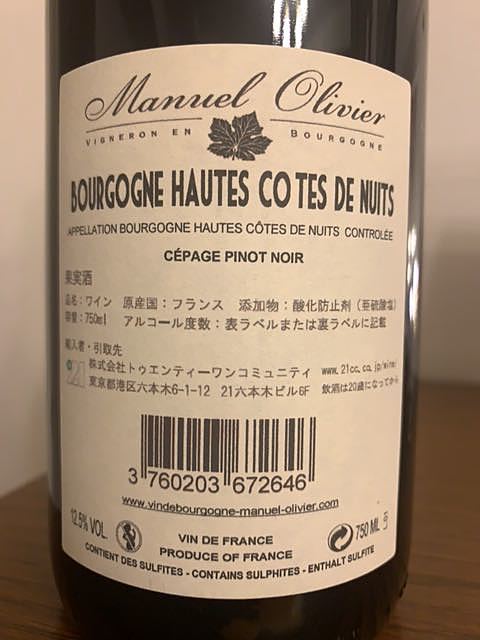 Manuel Olivier
VIGNERON EN BOURGOGNE
BOURGOGNE HAUTES CO TES DE NUITS
APPELLATION BOURGOGNE HAUTES CÔTES DE NUITS CONTROLÉE
CÉPAGE PINOT NOIR
果実酒
品名：ワイン 原産国：フランス 添加物：酸化防止剤（亜硫酸塩）
容量：750ml アルコール度数：表ラベルまたは裏ラベルに記載
輸入者・引取先
21 株式会社トゥエンティーワンコミュニティ www.21cc.co.jp/wine/
東京都港区六本木6-1-12 21六本木ビル6F 飲酒は20歳になってから
3 760203 672646
www.vindebourgogne-manuel-olivier.com
12.5% VOL. VIN DE FRANCE 750 ML
PRODUCE OF FRANCE
CONTIENT DES SULFITES - CONTAINS SULPHITES - ENTHALT SULFITE